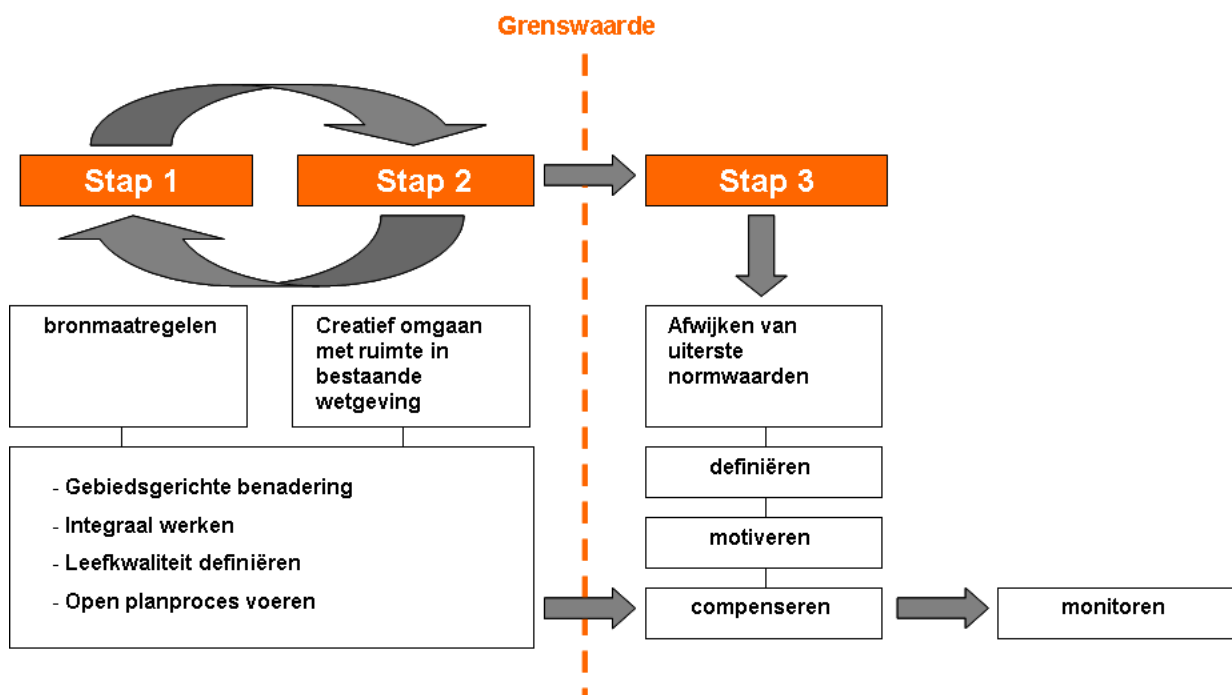 Grenswaarde
Stap 1
Stap 2
Stap 3
bronmaatregelen
Creatief omgaan
met ruimte in
bestaande
wetgeving
Afwijken van
uiterste
normwaarden
- Gebiedsgerichte benadering
- Integraal werken
- Leefkwaliteit definiëren
- Open planproces voeren
definiëren
motiveren
compenseren
monitoren